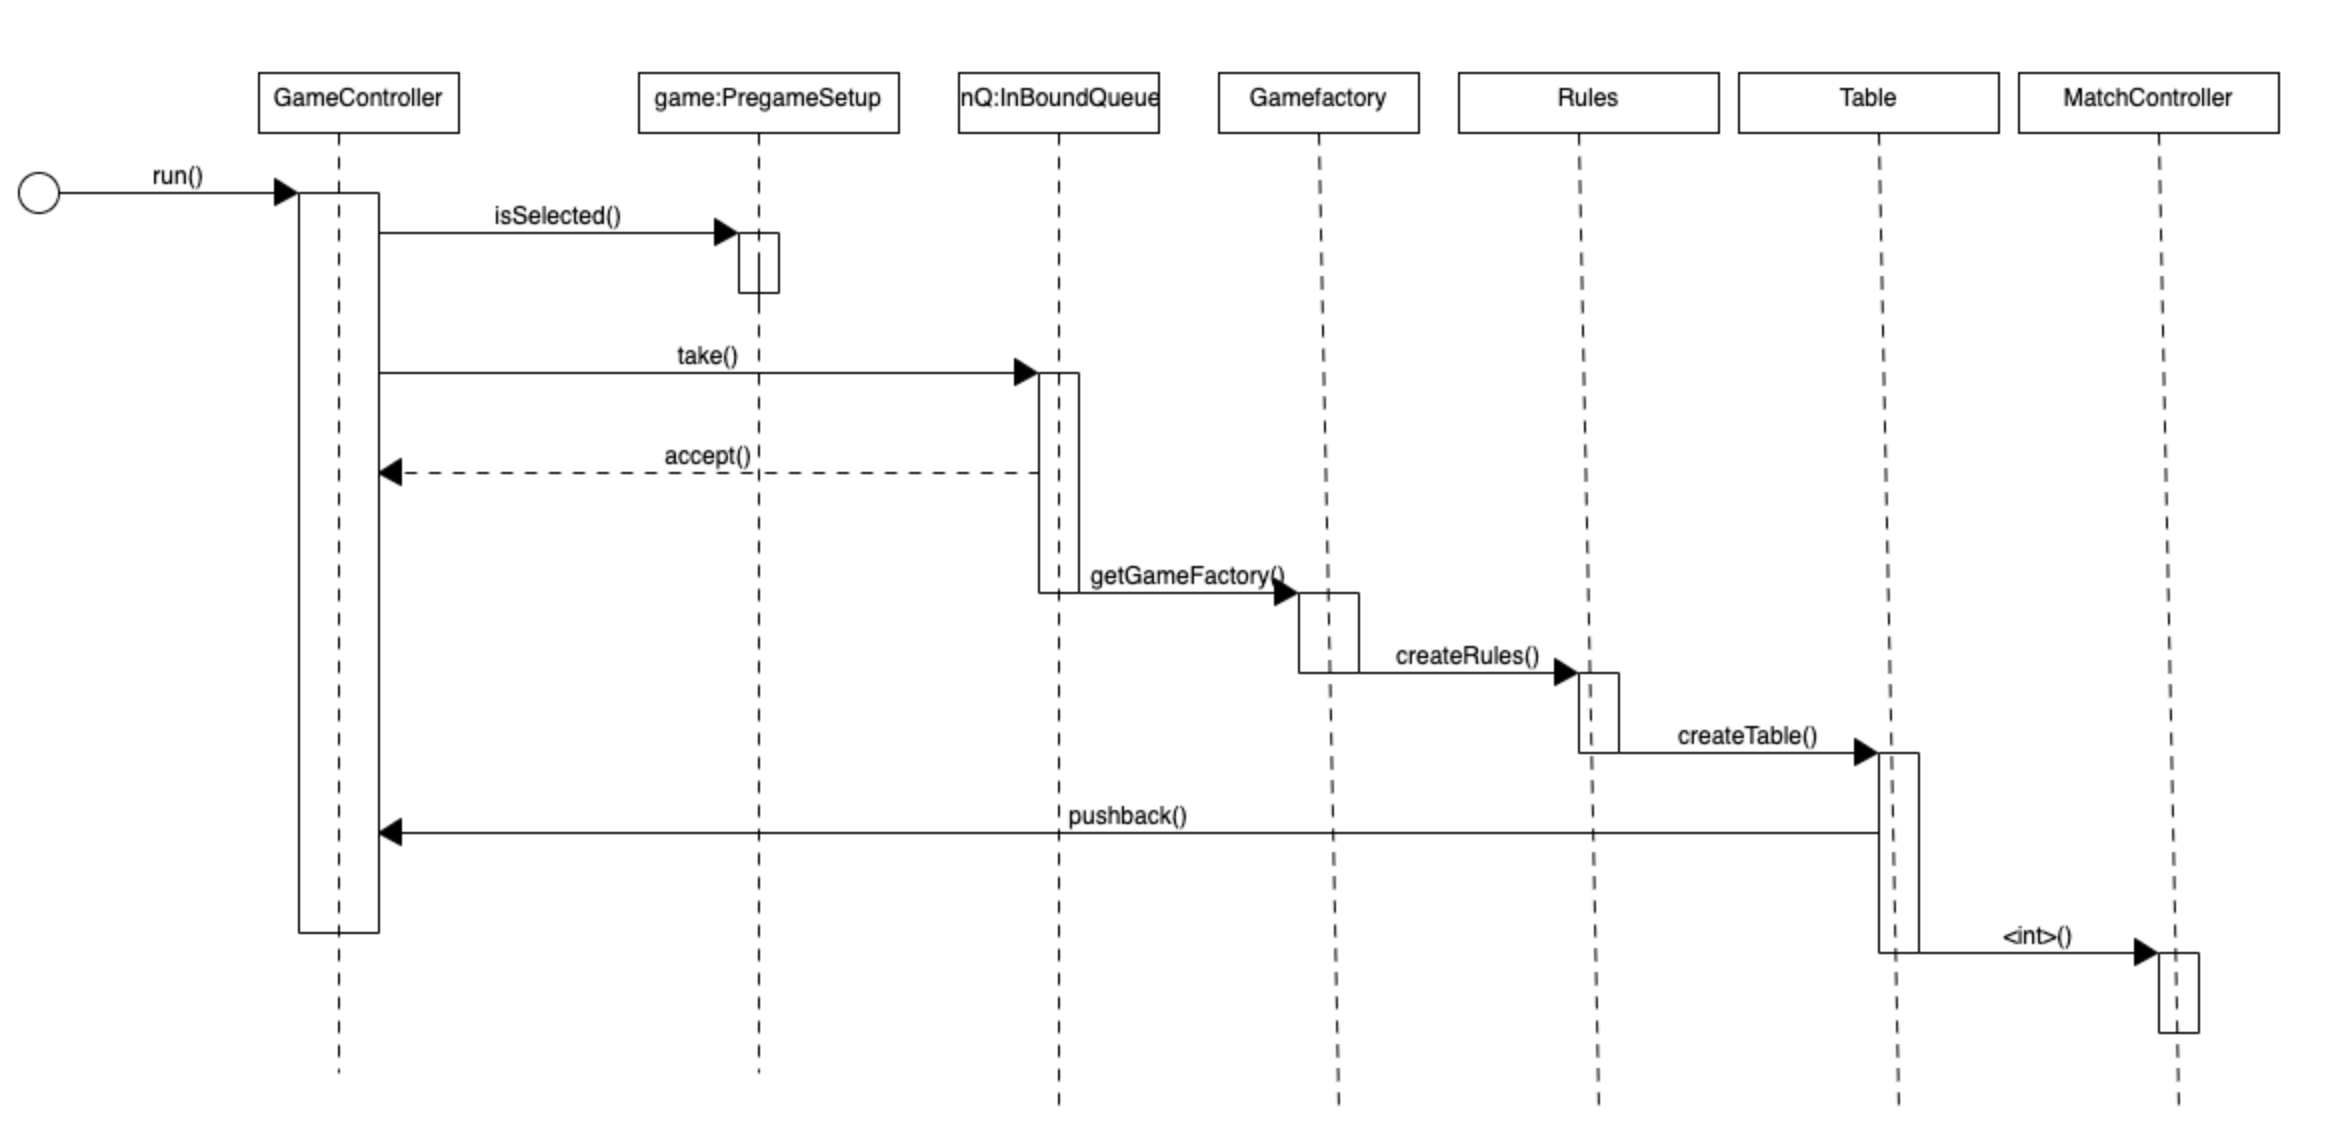 GameController
game:PregameSetup
nQ:InBoundQueue
Gamefactory
Rules
Table
MatchController
run()
isSelected()
take()
accept()
getGameFactory()
createRules()
createTable()
pushback()
<int>()